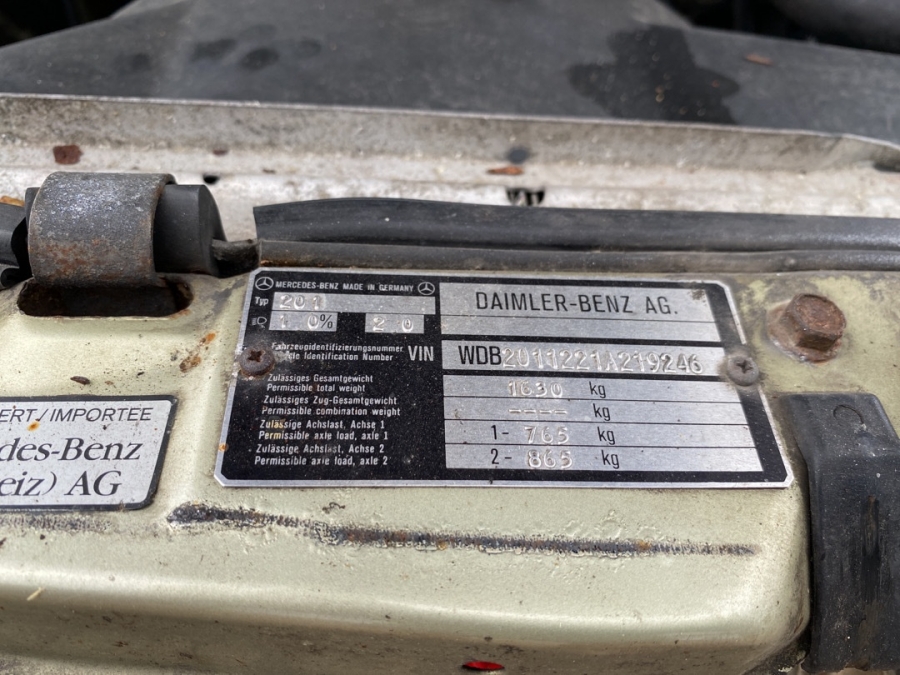 MERCEDES-BENZ MADE IN GERMANY
DAIMLER-BENZ AG.
Typ 201
10% 20
Fahrzeugidentifizierungsnummer
Identification Number VIN WDB2011221A219246
Zulässiges Gesamtgewicht
Permissible total weight 1630 kg
Zulässiges Zug-Gesamtgewicht
Permissible combination weight ---- kg
Zulässige Achslast, Achse 1
Permissible axle load, axle 1 1- 765 kg
Zulässige Achslast, Achse 2
Permissible axle load, axle 2 2- 865 kg
ERT/IMPORTEE
des-Benz
eiz) AG